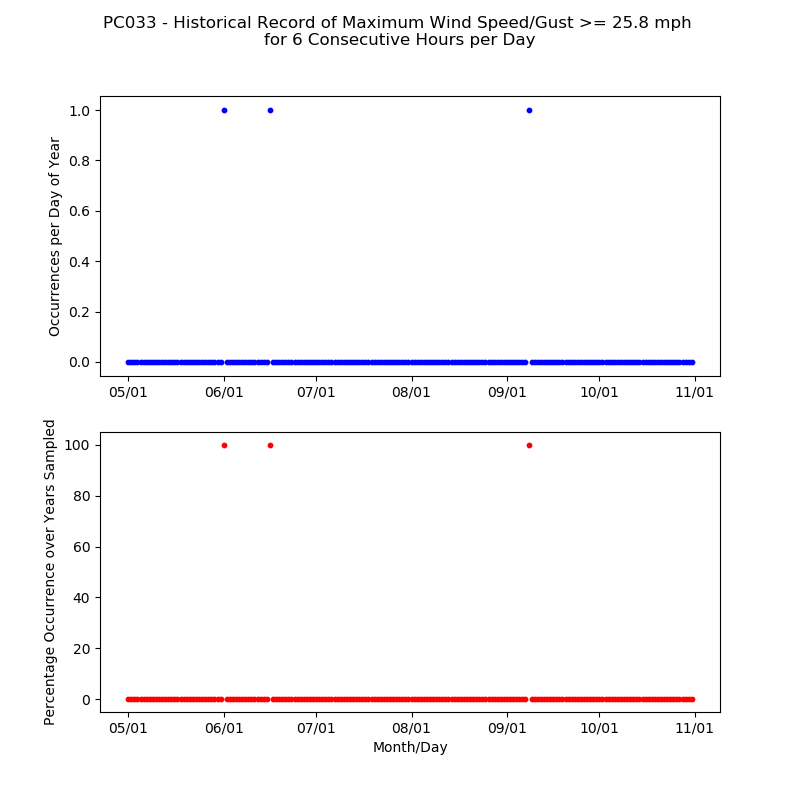 PC033 - Historical Record of Maximum Wind Speed/Gust >= 25.8 mph
for 6 Consecutive Hours per Day
Occurrences per Day of Year
1.0
0.8
0.6
0.4
0.2
0.0
05/01 06/01 07/01 08/01 09/01 10/01 11/01
Percentage Occurrence over Years Sampled
100
80
60
40
20
0
05/01 06/01 07/01 08/01 09/01 10/01 11/01
Month/Day